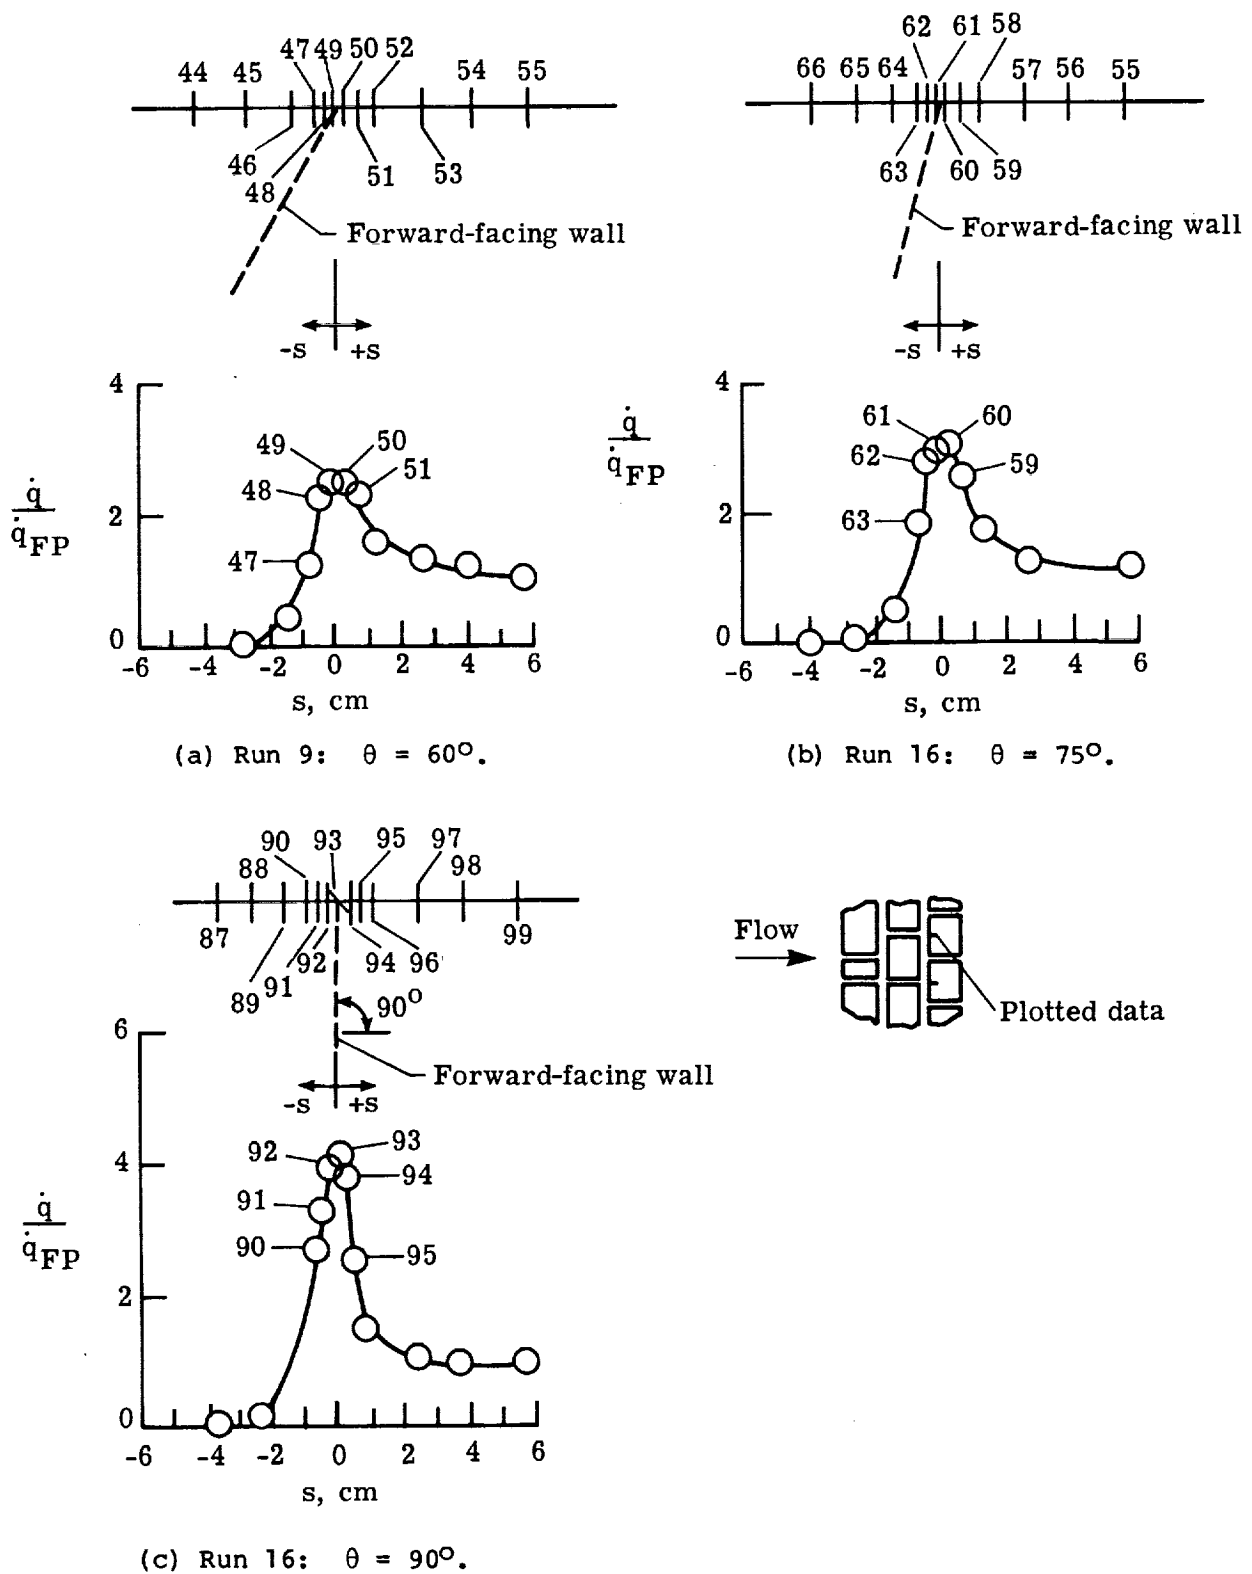 47 49 50 52
44 45 54 55
46 48 51 53
Forward-facing wall
-s +s
4
49 50
48 51
q̇
q̇FP
2
47
0
-6 -4 -2 0 2 4 6
s, cm
(a) Run 9: θ = 60°.
62 61 58
66 65 64 57 56 55
63 60 59
Forward-facing wall
-s +s
4
61 60
q̇
q̇FP
62 59
2
63
0
-6 -4 -2 0 2 4 6
s, cm
(b) Run 16: θ = 75°.
90 93 95 97
88 98
87 89 91 92 94 96 99
90°
6
Forward-facing wall
-s +s
92 93
4
94
91
q̇
q̇FP
90 95
2
0
-6 -4 -2 0 2 4 6
s, cm
(c) Run 16: θ = 90°.
Flow
Plotted data